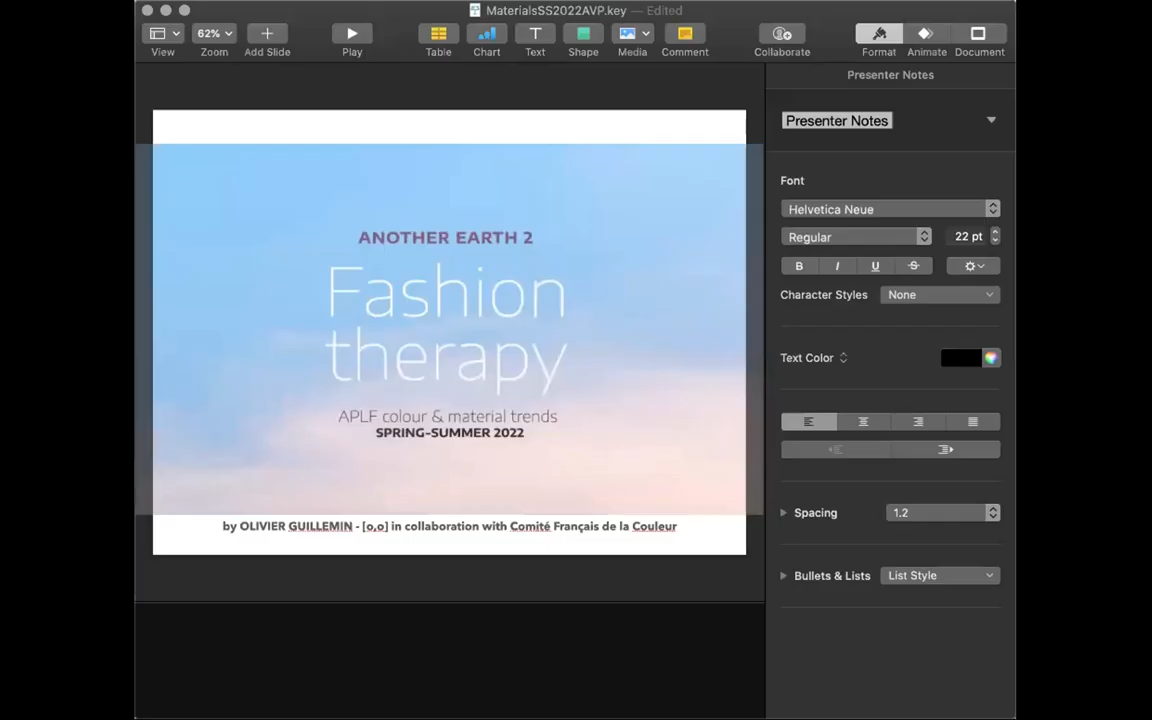 MaterialsSS2022AVP.key — Edited
62%
View
Zoom
Add Slide
Play
Table
Chart
Text
Shape
Media
Comment
Collaborate
Format
Animate
Document
Presenter Notes
Presenter Notes
Font
Helvetica Neue
Regular
22 pt
B I U S
Character Styles
None
Text Color
Spacing
1.2
Bullets & Lists
List Style
ANOTHER EARTH 2
Fashion
therapy
APLF colour & material trends
SPRING-SUMMER 2022
by OLIVIER GUILLEMIN - [o,o] in collaboration with Comité Français de la Couleur